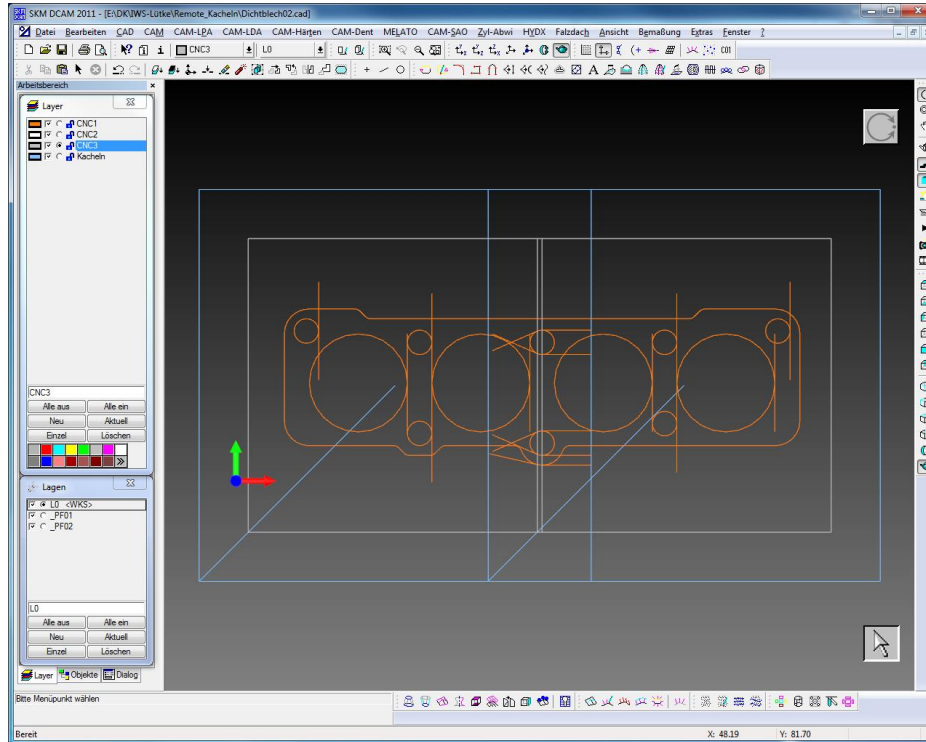 SKM DCAM 2011 - [E:\DK\IWS-Lütke\Remote_Kacheln\Dichtblech02.cad]
Datei Bearbeiten CAD CAM CAM-LPA CAM-LDA CAM-Härten CAM-Dent MELATO CAM-SAO Zyl-Abwi HYDX Falzdach Ansicht Bemaßung Extras Fenster ?
CNC3 L0
Arbeitsbereich
Layer
CNC1
CNC2
CNC3
Kacheln
CNC3
Alle aus Alle ein
Neu Aktuell
Einzel Löschen
Lagen
L0 <WKS>
_PF01
_PF02
L0
Alle aus Alle ein
Neu Aktuell
Einzel Löschen
Layer Objekte Dialog
Bitte Menüpunkt wählen
Bereit X: 48.19 Y: 81.70